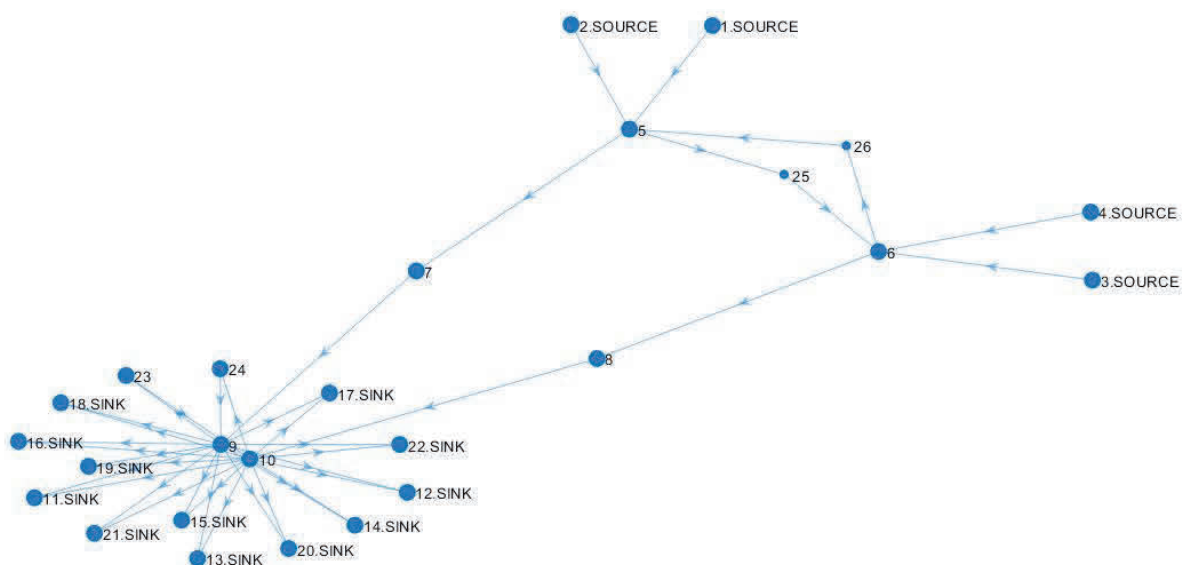 2.SOURCE
1.SOURCE
5
26
25
4.SOURCE
6
3.SOURCE
7
8
24
23
17.SINK
18.SINK
16.SINK
9
22.SINK
10
19.SINK
12.SINK
11.SINK
15.SINK
14.SINK
21.SINK
20.SINK
13.SINK